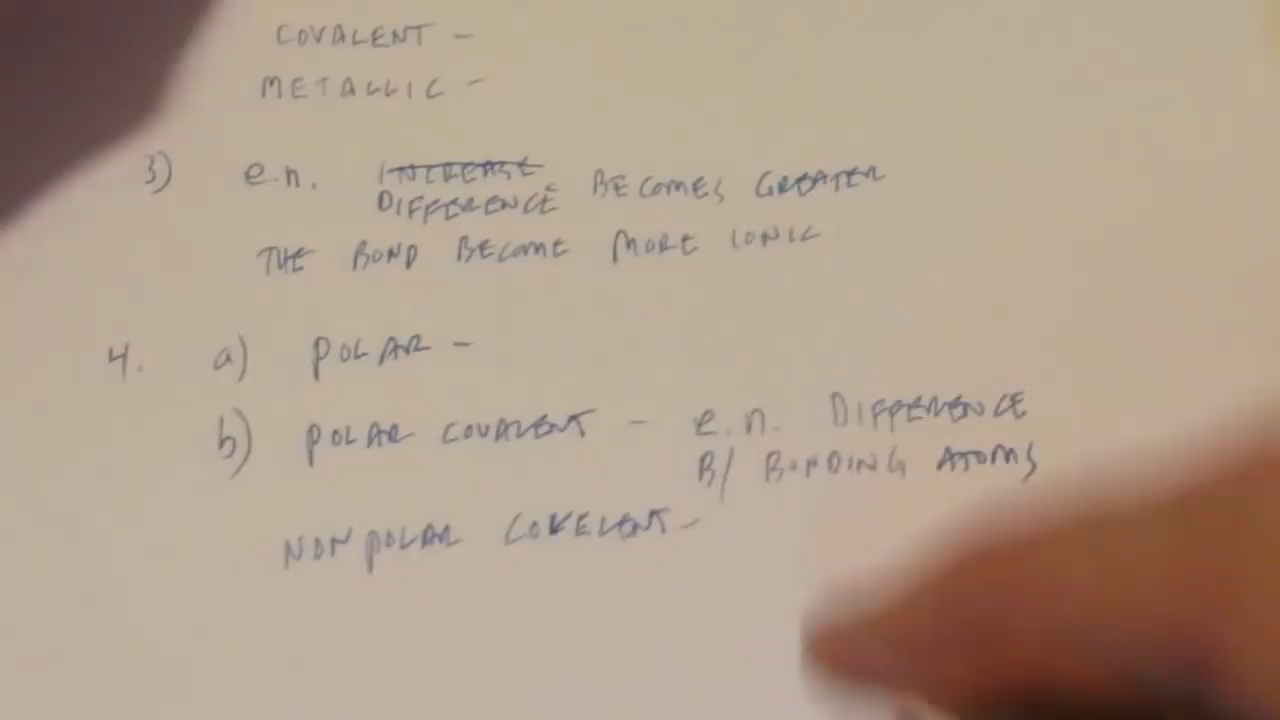 COVALENT -
METALLIC -
3) e.n. INCREASE
DIFFERENCE BECOMES GREATER
THE BOND BECOME MORE IONIC
4. a) POLAR -
b) POLAR COVALENT - e.n. DIFFERENCE
B/ BONDING ATOMS
NONPOLAR COVELENT -